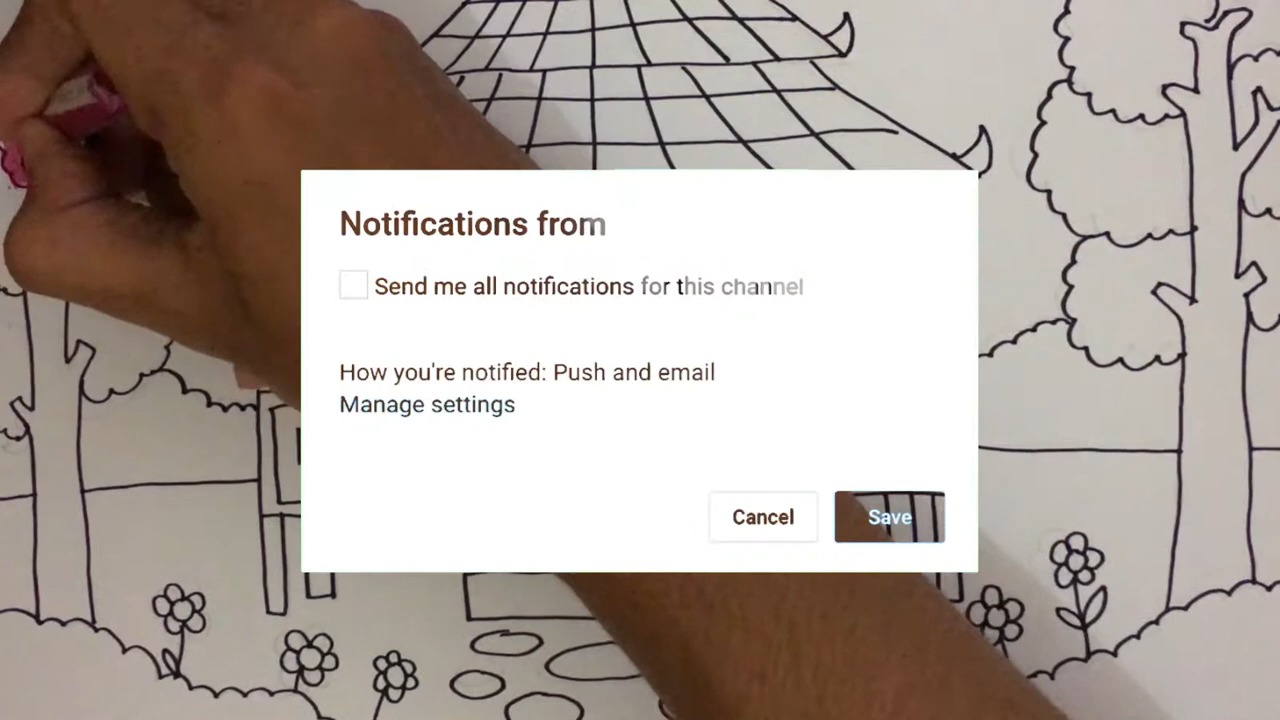 Notifications from
Send me all notifications for this channel
How you're notified: Push and email
Manage settings
Cancel
Save